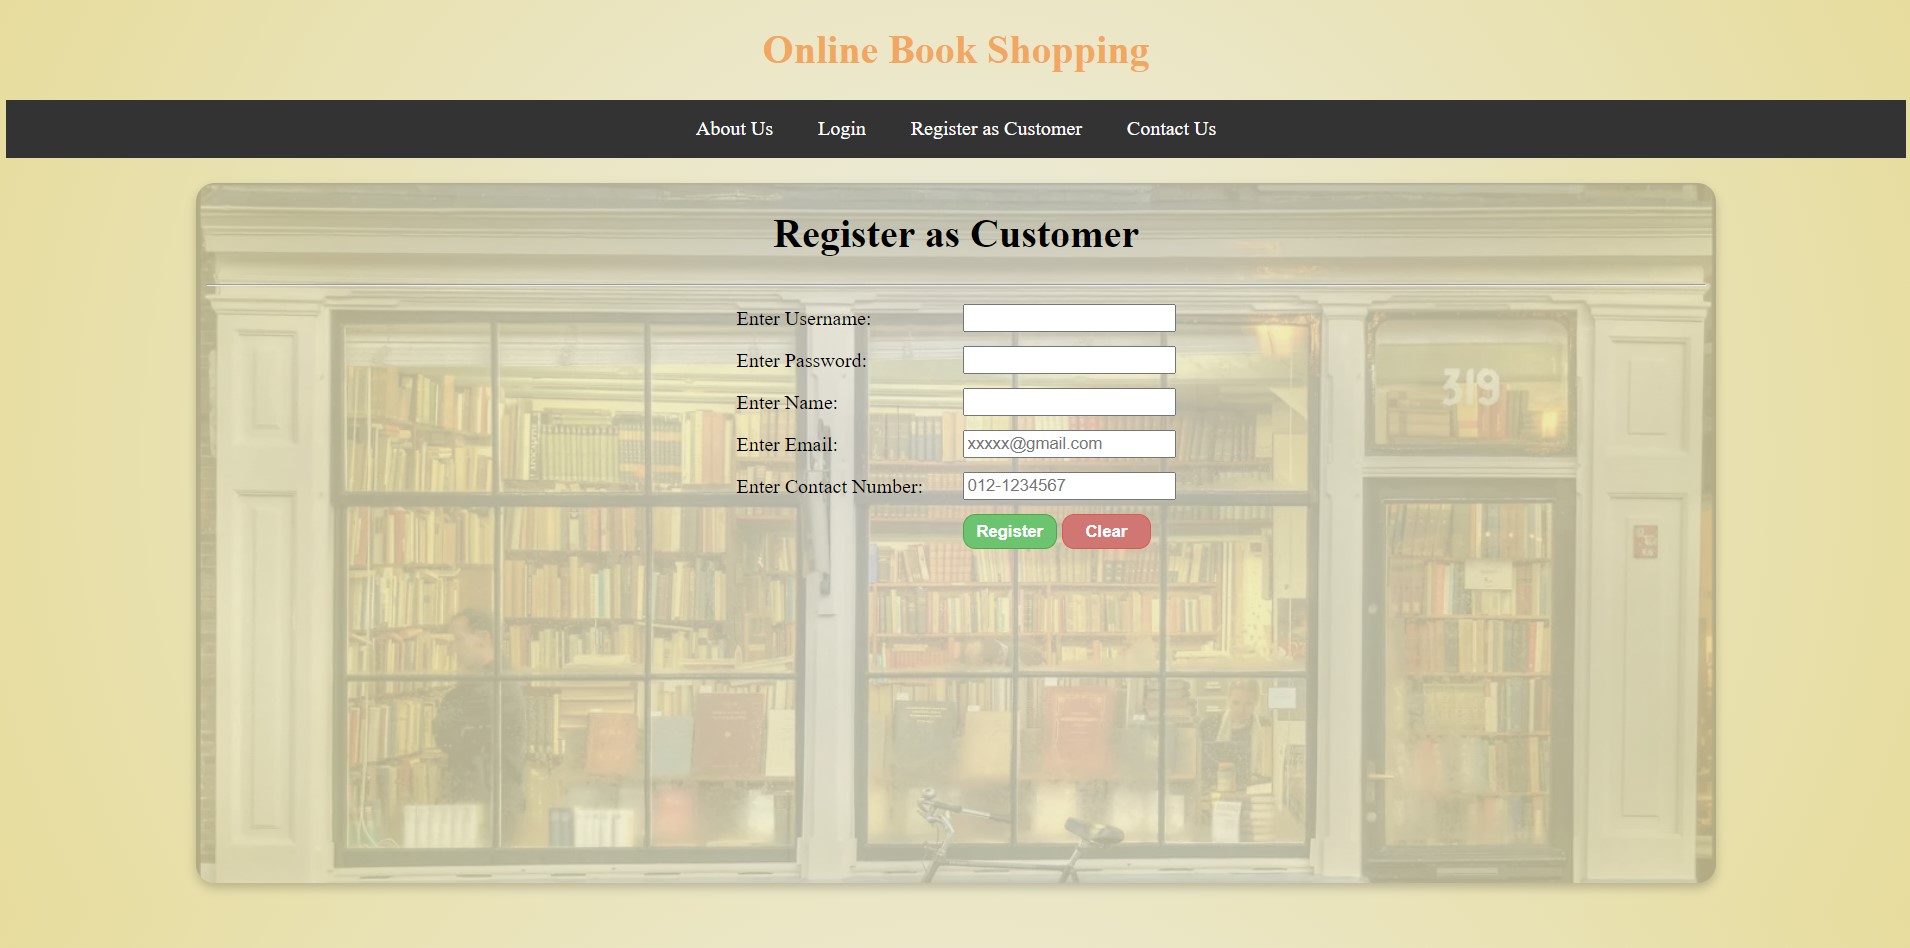 Online Book Shopping
About Us Login Register as Customer Contact Us
Register as Customer
Enter Username:
Enter Password:
Enter Name:
Enter Email: xxxxx@gmail.com
Enter Contact Number: 012-1234567
Register Clear
319